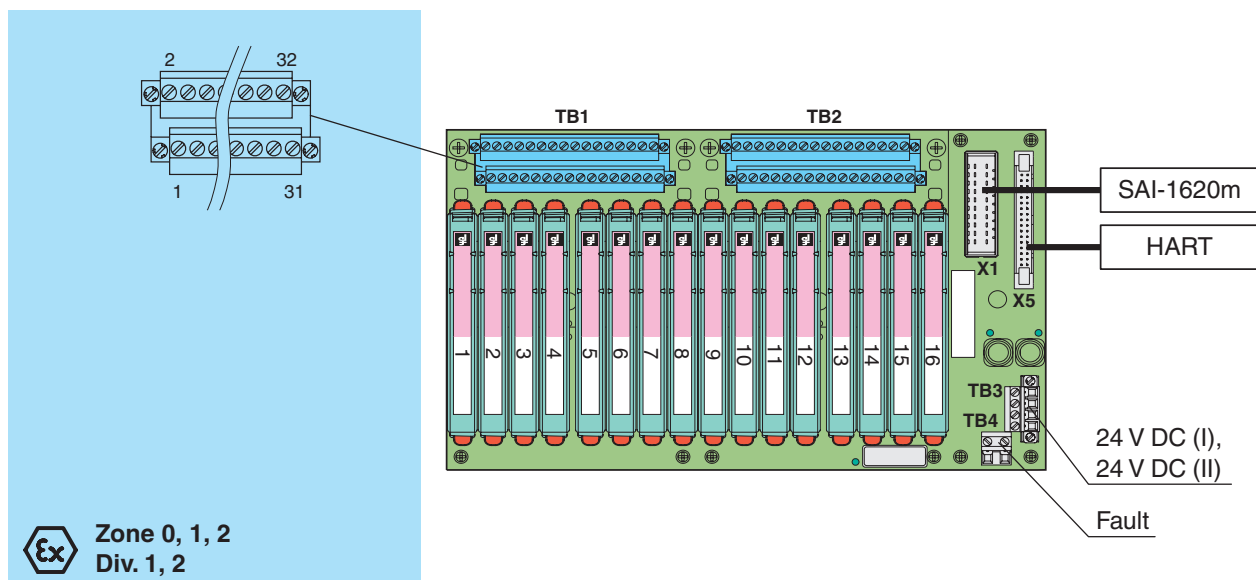 2 32
1 31
TB1 TB2
SAI-1620m
HART
X1
X5
1 2 3 4 5 6 7 8 9 10 11 12 13 14 15 16
TB3
TB4
24 V DC (I),
24 V DC (II)
Fault
Ex
Zone 0, 1, 2
Div. 1, 2